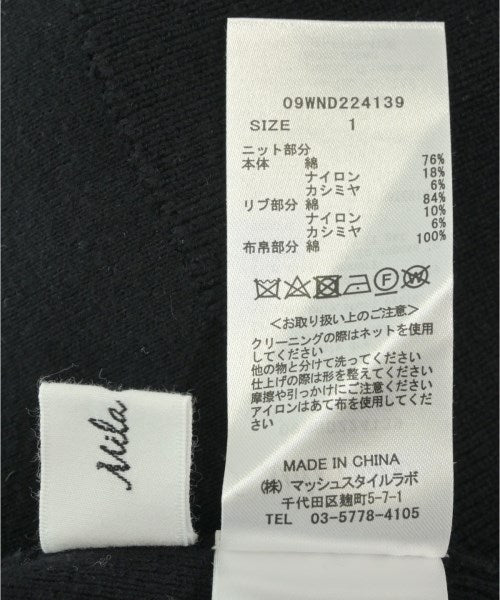 09WND224139
SIZE 1
ニット部分
本体 綿 76%
ナイロン 18%
カシミヤ 6%
リブ部分 綿 84%
ナイロン 10%
カシミヤ 6%
布帛部分 綿 100%
F W
<お取り扱い上のご注意>
クリーニングの際はネットを使用
してください
他の物と分けて洗ってください
仕上げの際は形を整えてください
摩擦や引っかけにご注意ください
アイロンはあて布を使用してください
MADE IN CHINA
(株) マッシュスタイルラボ
千代田区麹町5-7-1
TEL 03-5778-4105
Mila